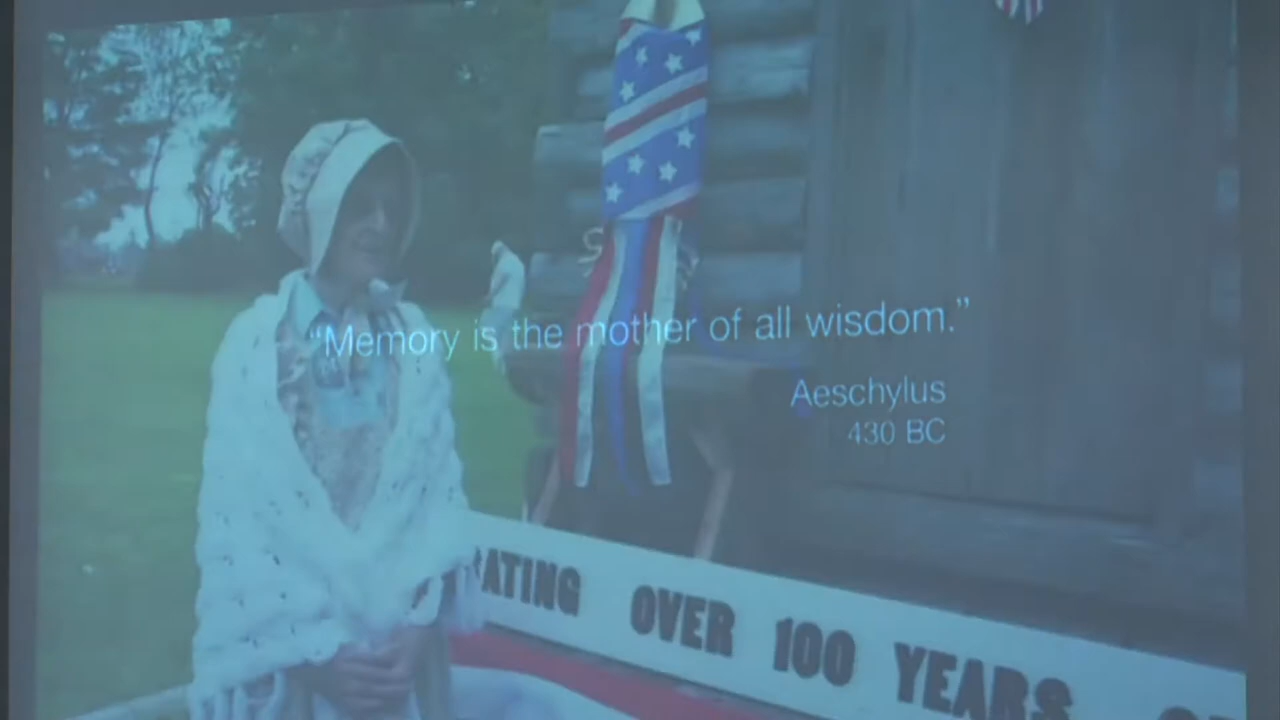 “Memory is the mother of all wisdom.”
Aeschylus
430 BC
ATING OVER 100 YEARS